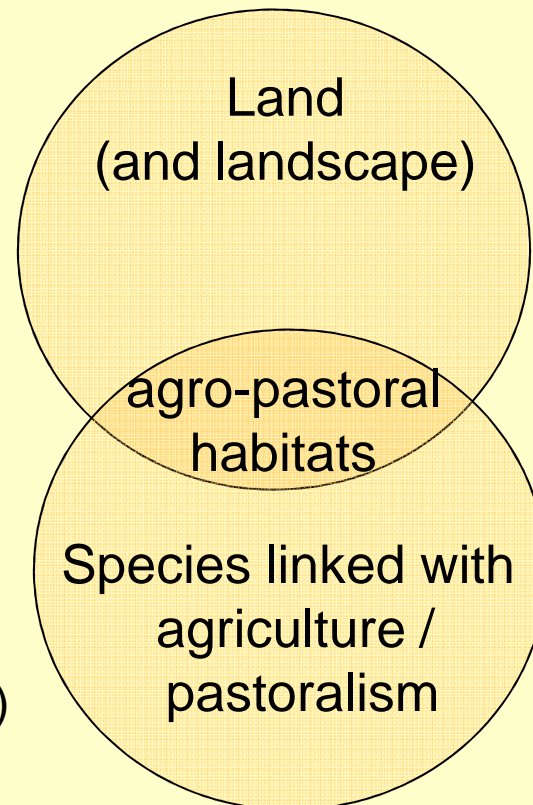 Land
(and landscape)
agro-pastoral
habitats
Species linked with
agriculture /
pastoralism
)